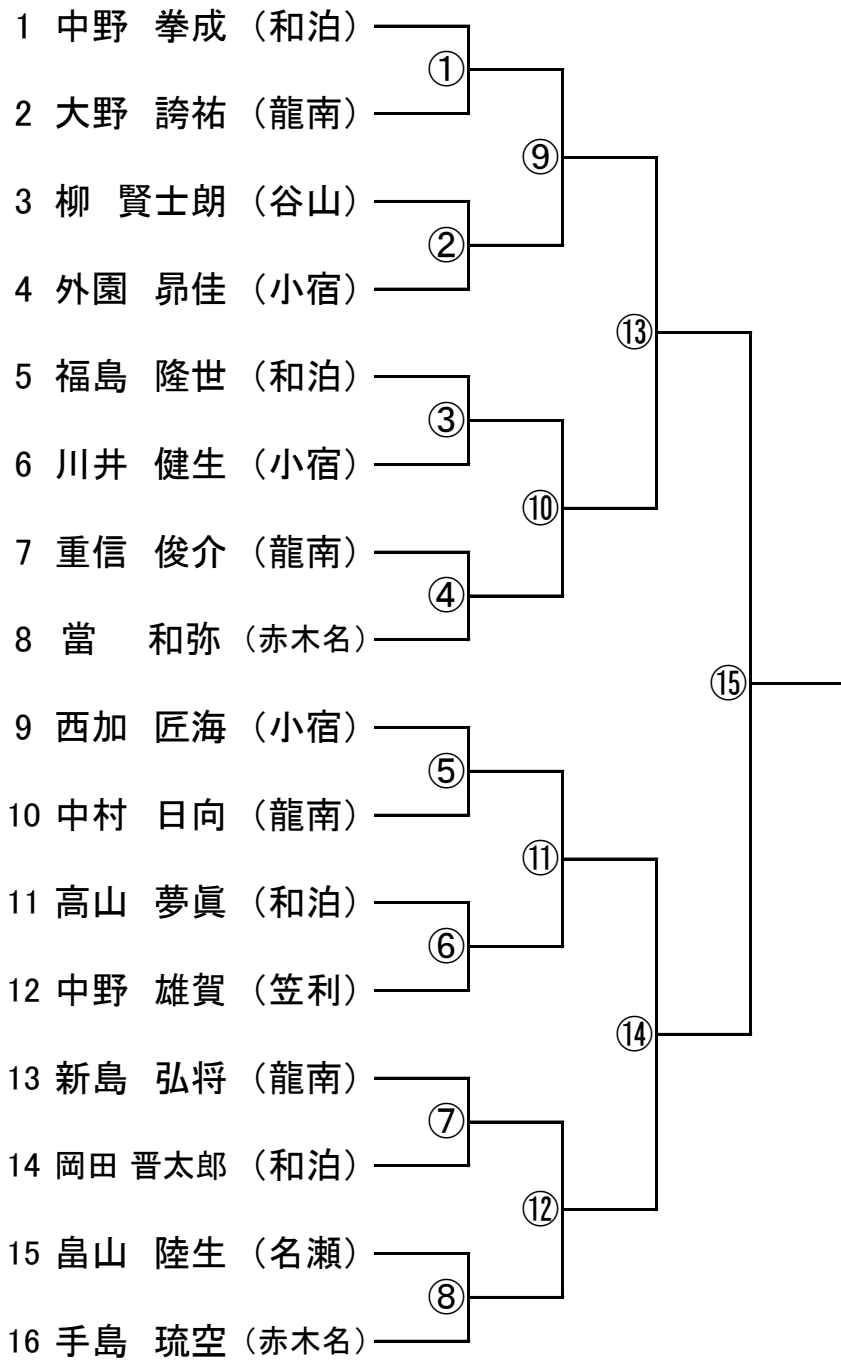 1 中野 拳成 (和泊)
①
2 大野 誇祐 (龍南)
⑨
3 柳 賢士朗 (谷山)
②
4 外園 昴佳 (小宿)
⑬
5 福島 隆世 (和泊)
③
6 川井 健生 (小宿)
⑩
7 重信 俊介 (龍南)
④
8 當 和弥 (赤木名)
⑮
9 西加 匠海 (小宿)
⑤
10 中村 日向 (龍南)
⑪
11 高山 夢眞 (和泊)
⑥
12 中野 雄賀 (笠利)
⑭
13 新島 弘将 (龍南)
⑦
14 岡田 晋太郎 (和泊)
⑫
15 畠山 陸生 (名瀬)
⑧
16 手島 琉空 (赤木名)